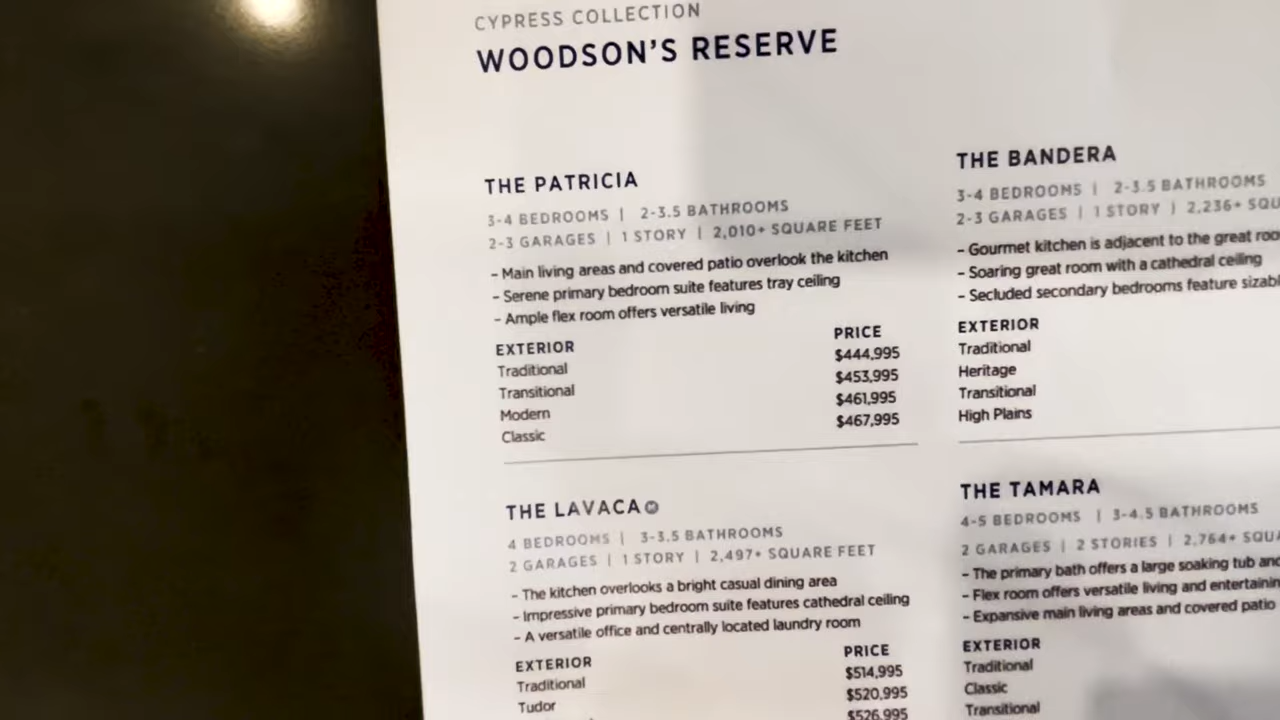 CYPRESS COLLECTION
WOODSON'S RESERVE
THE PATRICIA
3-4 BEDROOMS | 2-3.5 BATHROOMS
2-3 GARAGES | 1 STORY | 2,010+ SQUARE FEET
– Main living areas and covered patio overlook the kitchen
– Serene primary bedroom suite features tray ceiling
– Ample flex room offers versatile living
EXTERIOR PRICE
Traditional $444,995
Transitional $453,995
Modern $461,995
Classic $467,995
THE BANDERA
3-4 BEDROOMS | 2-3.5 BATHROOMS
2-3 GARAGES | 1 STORY | 2,236+
– Gourmet kitchen is adjacent to the great
– Soaring great room with a cathedral ceiling
– Secluded secondary bedrooms feature
EXTERIOR
Traditional
Heritage
Transitional
High Plains
THE LAVACA
4 BEDROOMS | 3-3.5 BATHROOMS
2 GARAGES | 1 STORY | 2,497+ SQUARE FEET
– The kitchen overlooks a bright casual dining area
– Impressive primary bedroom suite features cathedral ceiling
– A versatile office and centrally located laundry room
EXTERIOR PRICE
Traditional $514,995
Tudor $520,995
$526,995
THE TAMARA
4-5 BEDROOMS | 3-4.5 BATHROOMS
2 GARAGES | 2 STORIES | 2,764+
– The primary bath offers a large soaking tub and
– Flex room offers versatile living and
– Expansive main living areas and covered patio
EXTERIOR
Traditional
Classic
Transitional